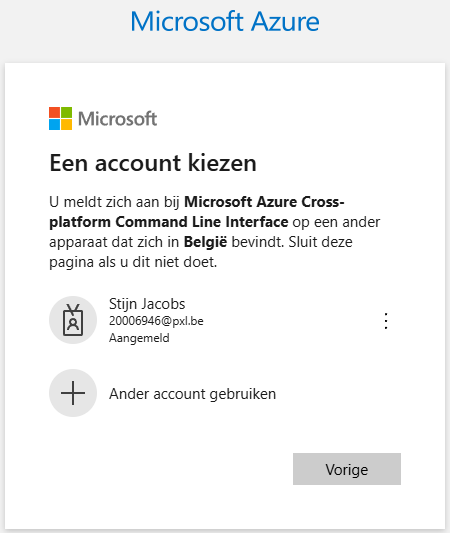 Microsoft Azure
Microsoft
Een account kiezen
U meldt zich aan bij Microsoft Azure Cross-
platform Command Line Interface op een ander
apparaat dat zich in België bevindt. Sluit deze
pagina als u dit niet doet.
Stijn Jacobs
20006946@pxl.be
Aangemeld
Ander account gebruiken
Vorige